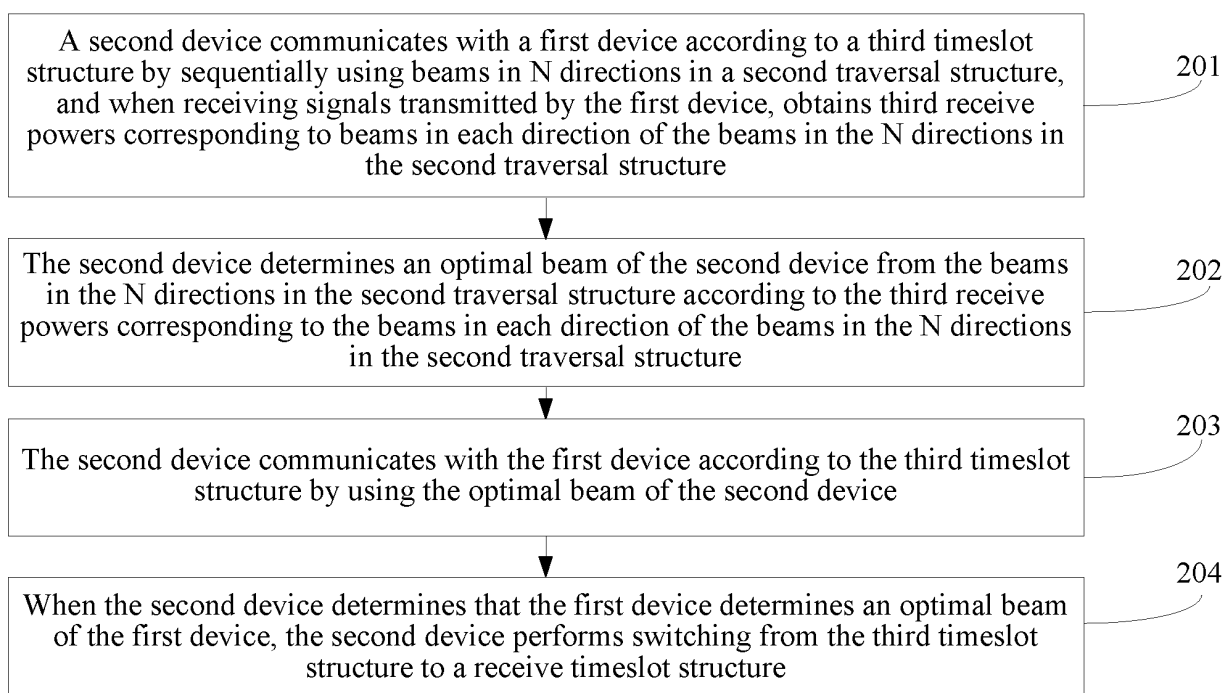 A second device communicates with a first device according to a third timeslot
structure by sequentially using beams in N directions in a second traversal structure,
and when receiving signals transmitted by the first device, obtains third receive
powers corresponding to beams in each direction of the beams in the N directions in
the second traversal structure
201
The second device determines an optimal beam of the second device from the beams
in the N directions in the second traversal structure according to the third receive
powers corresponding to the beams in each direction of the beams in the N directions
in the second traversal structure
202
The second device communicates with the first device according to the third timeslot
structure by using the optimal beam of the second device
203
When the second device determines that the first device determines an optimal beam
of the first device, the second device performs switching from the third timeslot
structure to a receive timeslot structure
204